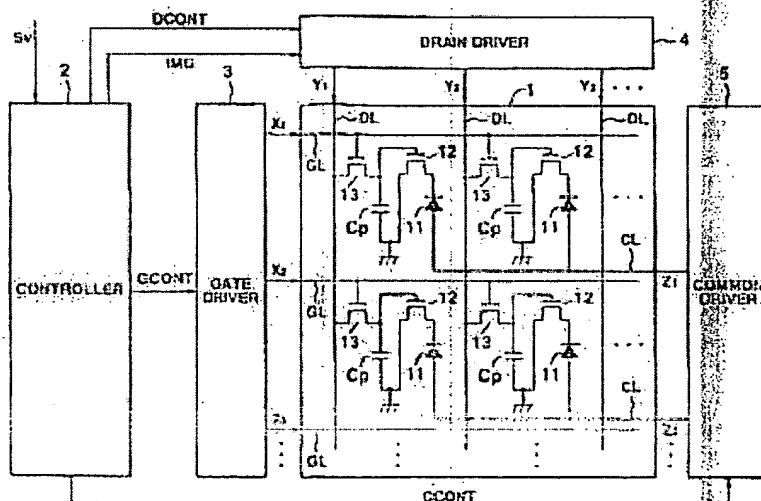 DCONT
Sv
DRAIN DRIVER
4
IMG
2
3
Y1
Y2
Y3
1
5
DL
DL
DL
X1
GL
12
12
13
13
Cp
11
Cp
11
CL
CONTROLLER
GCONT
GATE DRIVER
X2
Z1
COMMON DRIVER
GL
12
12
13
13
Cp
11
Cp
11
CL
GL
CCONT